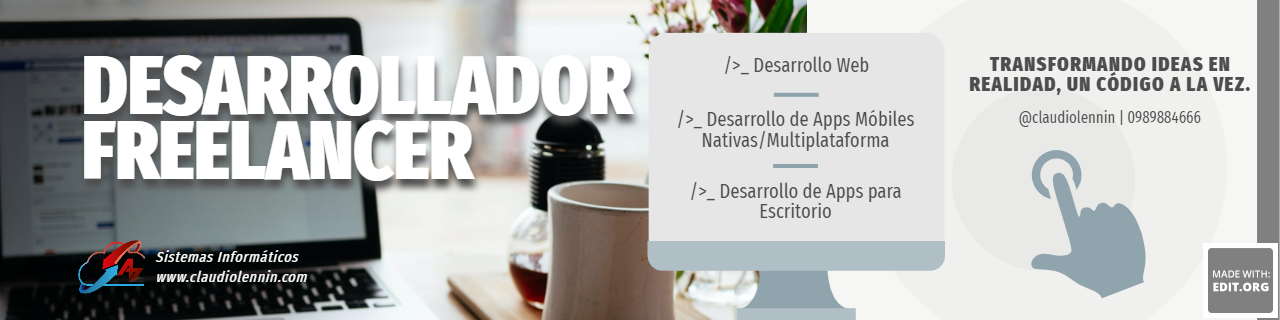 DESARROLLADOR
FREELANCER
Sistemas Informáticos
www.claudiolennin.com
/>_ Desarrollo Web
/>_ Desarrollo de Apps Móbiles
Nativas/Multiplataforma
/>_ Desarrollo de Apps para
Escritorio
TRANSFORMANDO IDEAS EN
REALIDAD, UN CÓDIGO A LA VEZ.
@claudiolennin | 0989884666
MADE WITH:
EDIT.ORG